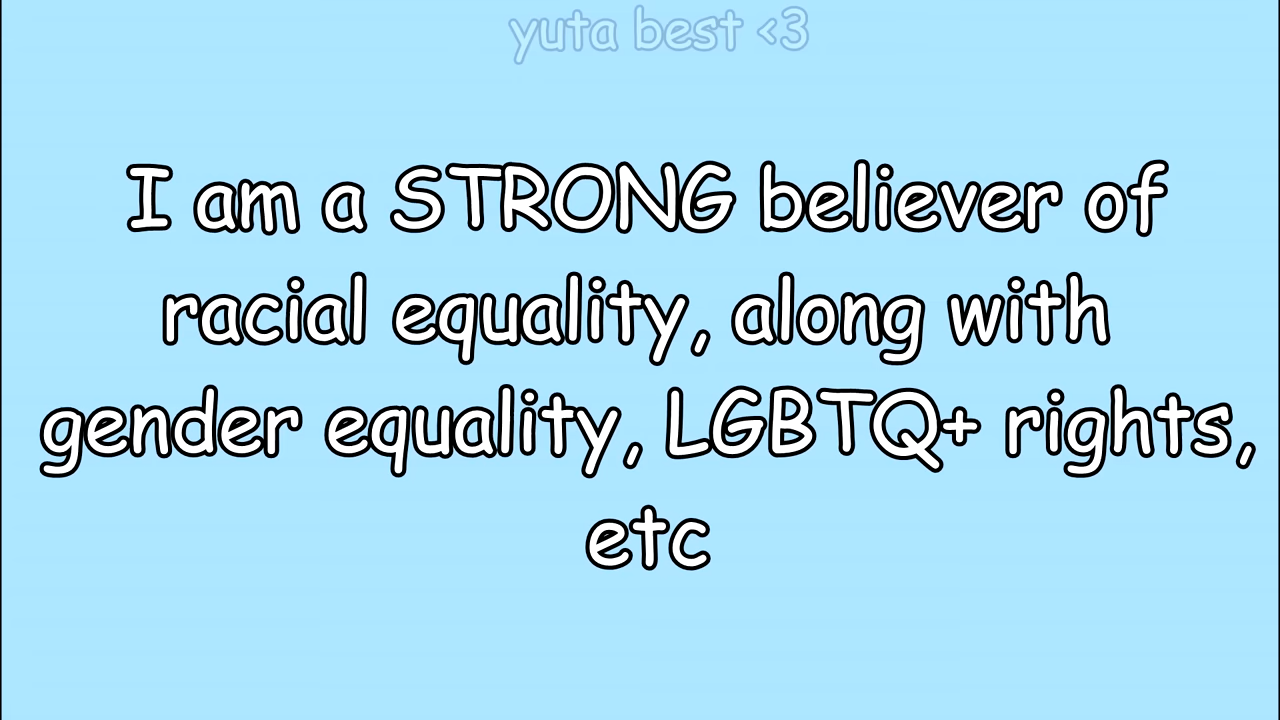 yuta best <3
I am a STRONG believer of
racial equality, along with
gender equality, LGBTQ+ rights,
etc